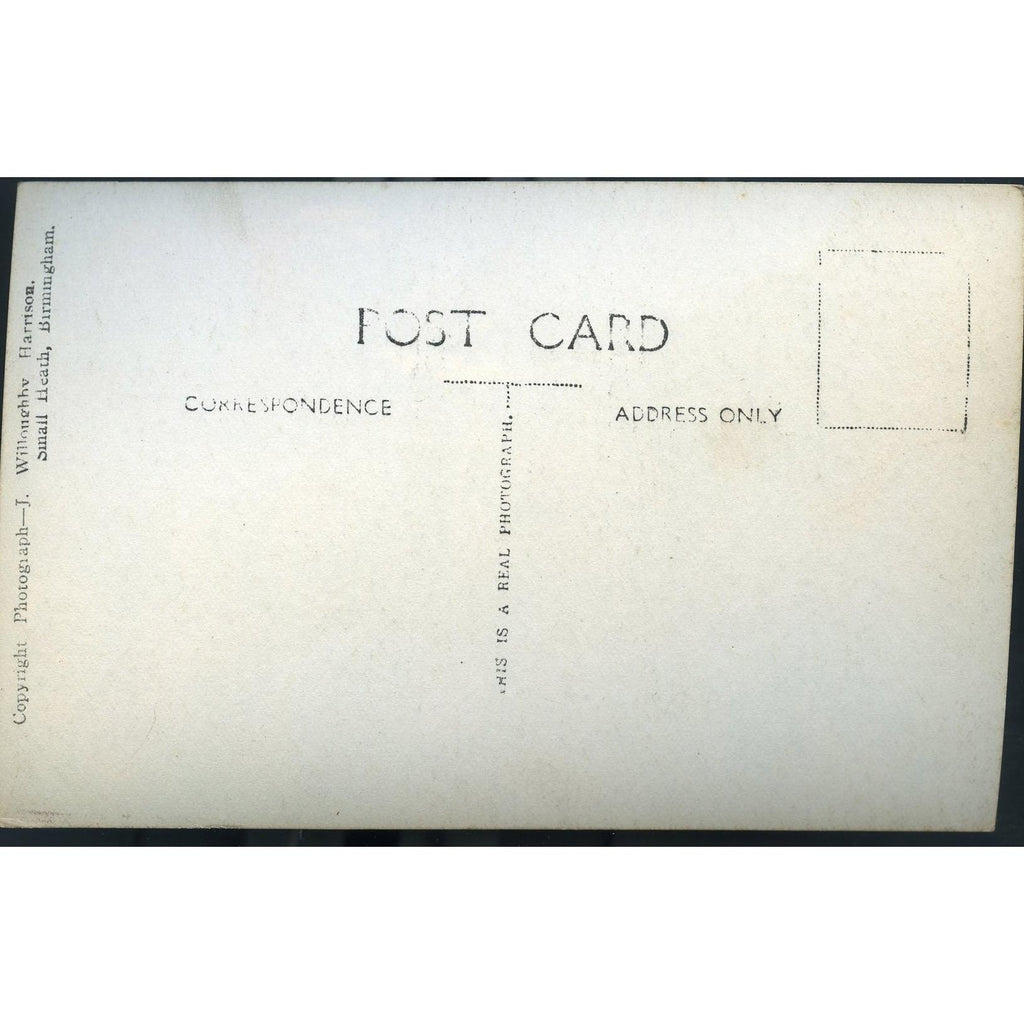 POST CARD
CORRESPONDENCE
ADDRESS ONLY
THIS IS A REAL PHOTOGRAPH.
Copyright Photograph—J. Willoughby Harrison.
Small Heath, Birmingham.